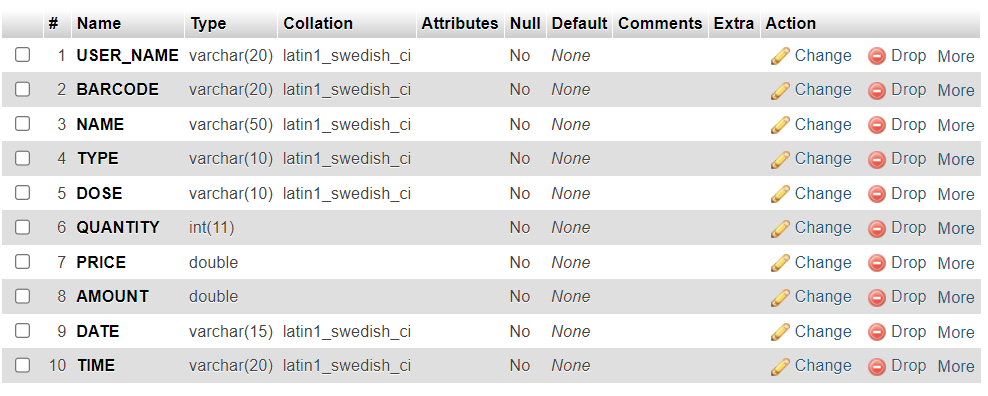 # Name Type Collation Attributes Null Default Comments Extra Action
1 USER_NAME varchar(20) latin1_swedish_ci No None Change Drop More
2 BARCODE varchar(20) latin1_swedish_ci No None Change Drop More
3 NAME varchar(50) latin1_swedish_ci No None Change Drop More
4 TYPE varchar(10) latin1_swedish_ci No None Change Drop More
5 DOSE varchar(10) latin1_swedish_ci No None Change Drop More
6 QUANTITY int(11) No None Change Drop More
7 PRICE double No None Change Drop More
8 AMOUNT double No None Change Drop More
9 DATE varchar(15) latin1_swedish_ci No None Change Drop More
10 TIME varchar(20) latin1_swedish_ci No None Change Drop More